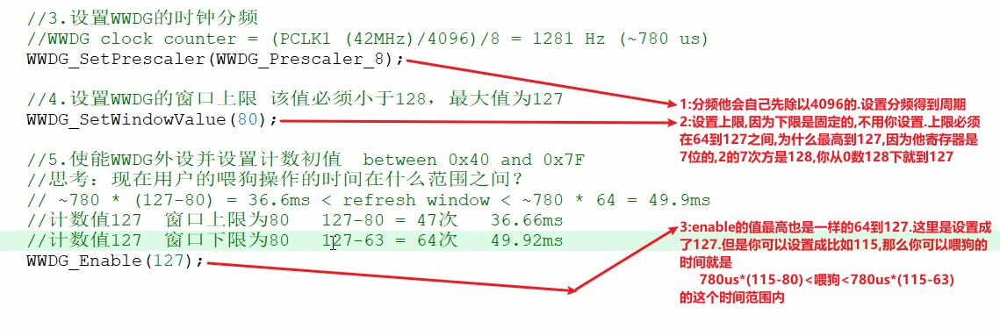 //3.设置WWDG的时钟分频
//WWDG clock counter = (PCLK1 (42MHz)/4096)/8 = 1281 Hz (~780 us)
WWDG_SetPrescaler(WWDG_Prescaler_8);
//4.设置WWDG的窗口上限 该值必须小于128，最大值为127
WWDG_SetWindowValue(80);
//5.使能WWDG外设并设置计数初值 between 0x40 and 0x7F
//思考：现在用户的喂狗操作的时间在什么范围之间？
// ~780 * (127-80) = 36.6ms < refresh window < ~780 * 64 = 49.9ms
//计数值127 窗口上限为80 127-80 = 47次 36.66ms
//计数值127 窗口下限为80 127-63 = 64次 49.92ms
WWDG_Enable(127);
1:分频他会自己先除以4096的.设置分频得到周期
2:设置上限,因为下限是固定的,不用你设置.上限必须
在64到127之间,为什么最高到127,因为他寄存器是
7位的,2的7次方是128,你从0数128下就到127
3:enable的值最高也是一样的64到127.这里是设置成
了127.但是你可以设置成比如115,那么你可以喂狗的
时间就是
780us*(115-80)<喂狗<780us*(115-63)
的这个时间范围内